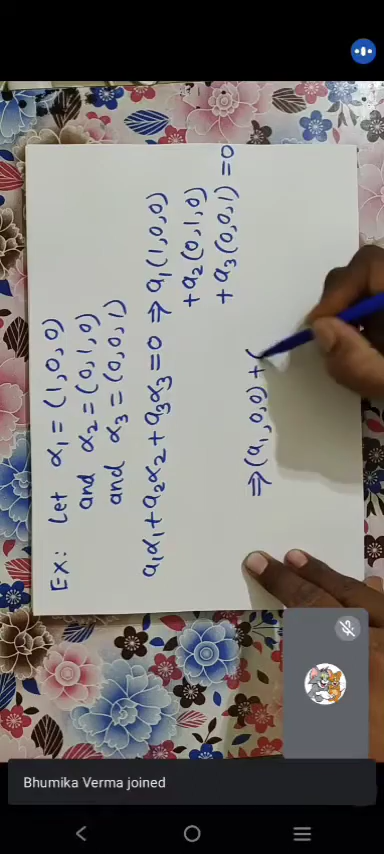 Ex: Let α₁ = (1, 0, 0)
and α₂ = (0, 1, 0)
and α₃ = (0, 0, 1)
a₁α₁ + a₂α₂ + a₃α₃ = 0 ⇒ a₁(1, 0, 0)
+ a₂(0, 1, 0)
+ a₃(0, 0, 1) = 0
⇒ (a₁, 0, 0) + (
Bhumika Verma joined